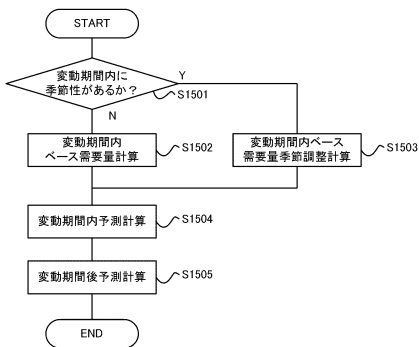 START
変動期間内に
季節性があるか？
Y
S1501
N
変動期間内
ベース需要量計算
S1502
変動期間内ベース
需要量季節調整計算
S1503
変動期間内予測計算
S1504
変動期間後予測計算
S1505
END